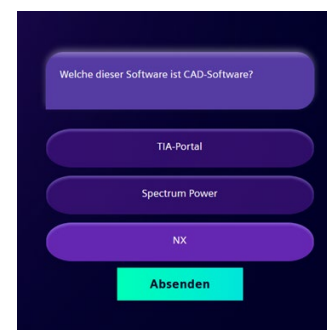 Welche dieser Software ist CAD-Software?
TIA-Portal
Spectrum Power
NX
Absenden